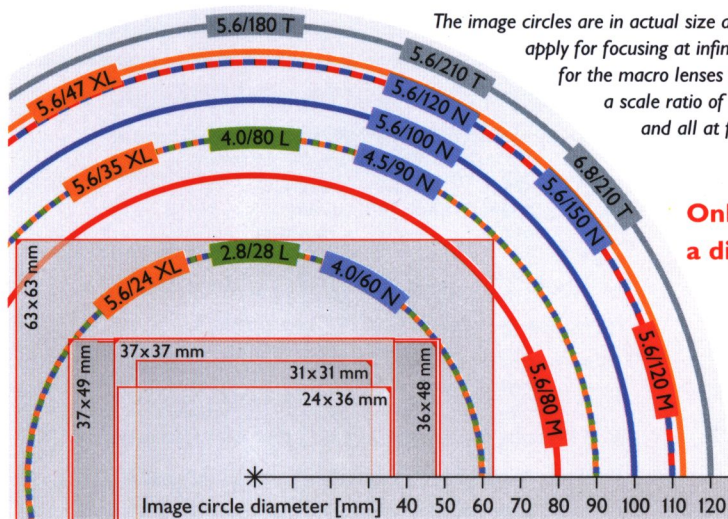 The image circles are in actual size a
apply for focusing at infin
for the macro lenses
a scale ratio of
and all at f
Onl
a di
5.6/180 T
5.6/210 T
6.8/210 T
5.6/47 XL
5.6/120 N
5.6/150 N
5.6/120 M
5.6/100 N
5.6/35 XL
4.0/80 L
4.5/90 N
5.6/80 M
5.6/24 XL
2.8/28 L
4.0/60 N
63 x 63 mm
37 x 49 mm
37 x 37 mm
31 x 31 mm
24 x 36 mm
36 x 48 mm
Image circle diameter [mm] 40 50 60 70 80 90 100 110 120